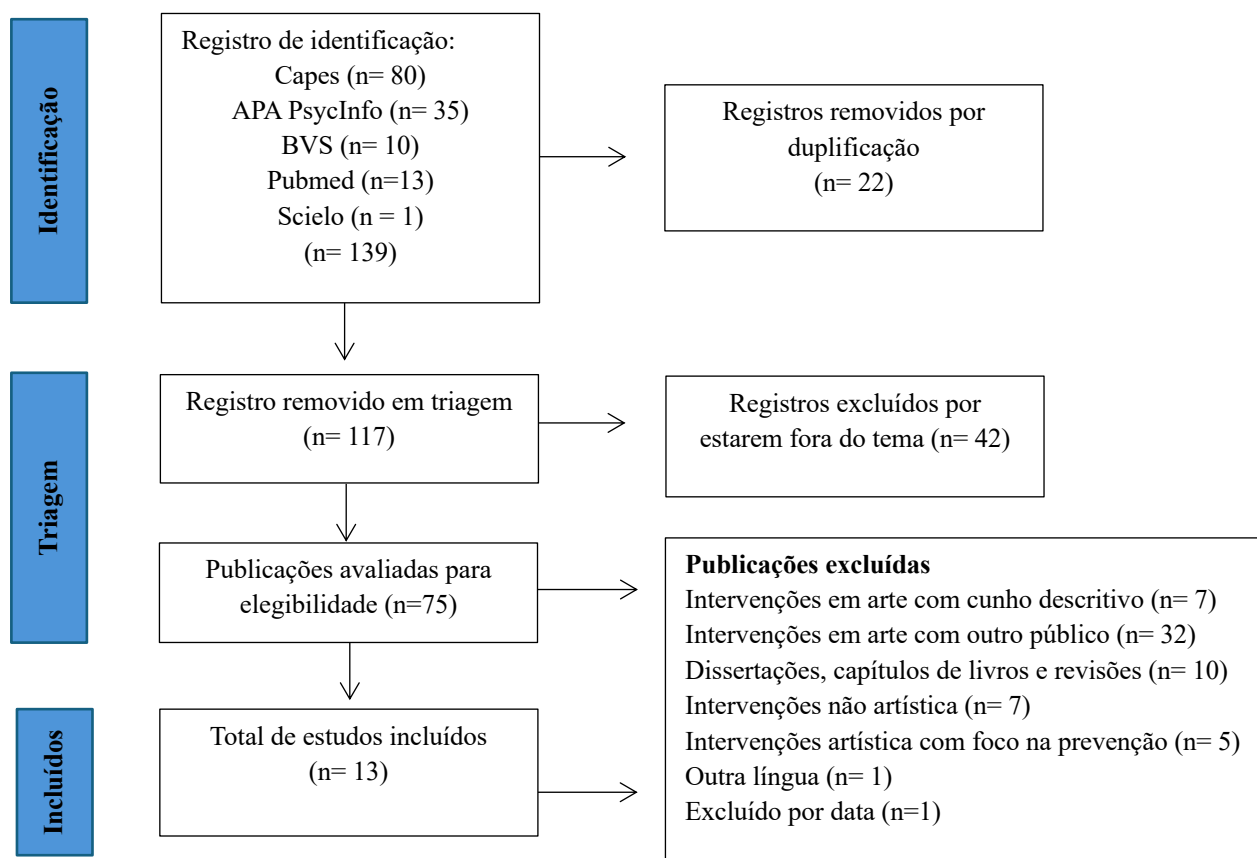 Identificação
Registro de identificação:
Capes (n= 80)
APA PsycInfo (n= 35)
BVS (n= 10)
Pubmed (n=13)
Scielo (n = 1)
(n= 139)
Registros removidos por
duplificação
(n= 22)
Triagem
Registro removido em triagem
(n= 117)
Registros excluídos por
estarem fora do tema (n= 42)
Publicações avaliadas para
elegibilidade (n=75)
Publicações excluídas
Intervenções em arte com cunho descritivo (n= 7)
Intervenções em arte com outro público (n= 32)
Dissertações, capítulos de livros e revisões (n= 10)
Intervenções não artística (n= 7)
Intervenções artística com foco na prevenção (n= 5)
Outra língua (n= 1)
Excluído por data (n=1)
Incluídos
Total de estudos incluídos
(n= 13)